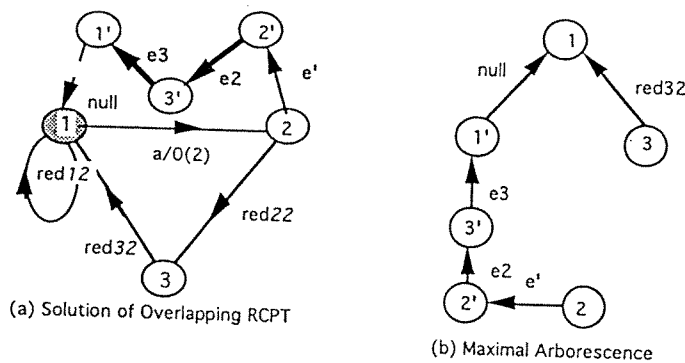 1'
2'
e3
e2
3'
e'
null
1
2
a/0(2)
red12
red22
red32
3
(a) Solution of Overlapping RCPT
1
null
red32
1'
3
e3
3'
e2
e'
2'
2
(b) Maximal Arborescence